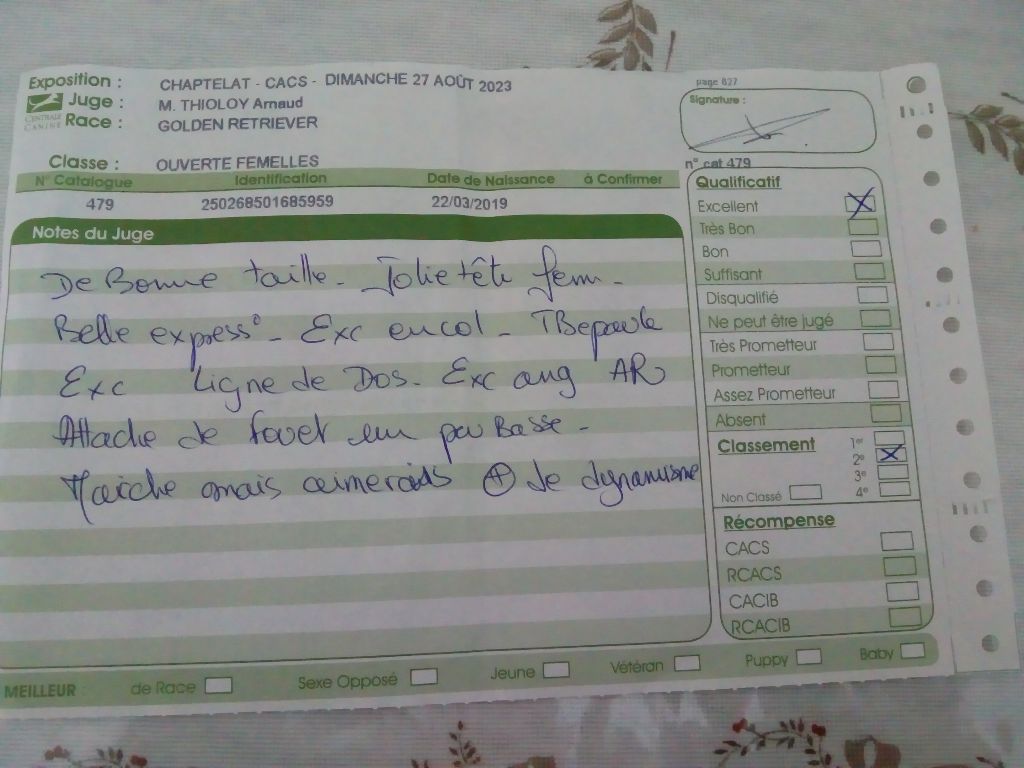 Exposition : CHAPTELAT - CACS - DIMANCHE 27 AOÛT 2023
page 827
Juge : M. THIOLOY Arnaud
CENTRALE CANINE
Race : GOLDEN RETRIEVER
Signature :
Classe : OUVERTE FEMELLES
n° cat 479
N° Catalogue Identification Date de Naissance à Confirmer
479 250268501685959 22/03/2019
Notes du Juge
De Bonne taille - Jolie tête fem -
Belle express° - Exc encol - TB epaule
Exc Ligne de Dos - Exc ang AR
Attache de fouet un peu Basse -
Marche mais aimerais + de dynamisme
Qualificatif
Excellent X
Très Bon
Bon
Suffisant
Disqualifié
Ne peut être jugé
Très Prometteur
Prometteur
Assez Prometteur
Absent
Classement 1er
2e X
3e
Non Classé 4e
Récompense
CACS
RCACS
CACIB
RCACIB
MEILLEUR : de Race Sexe Opposé Jeune Vétéran Puppy Baby